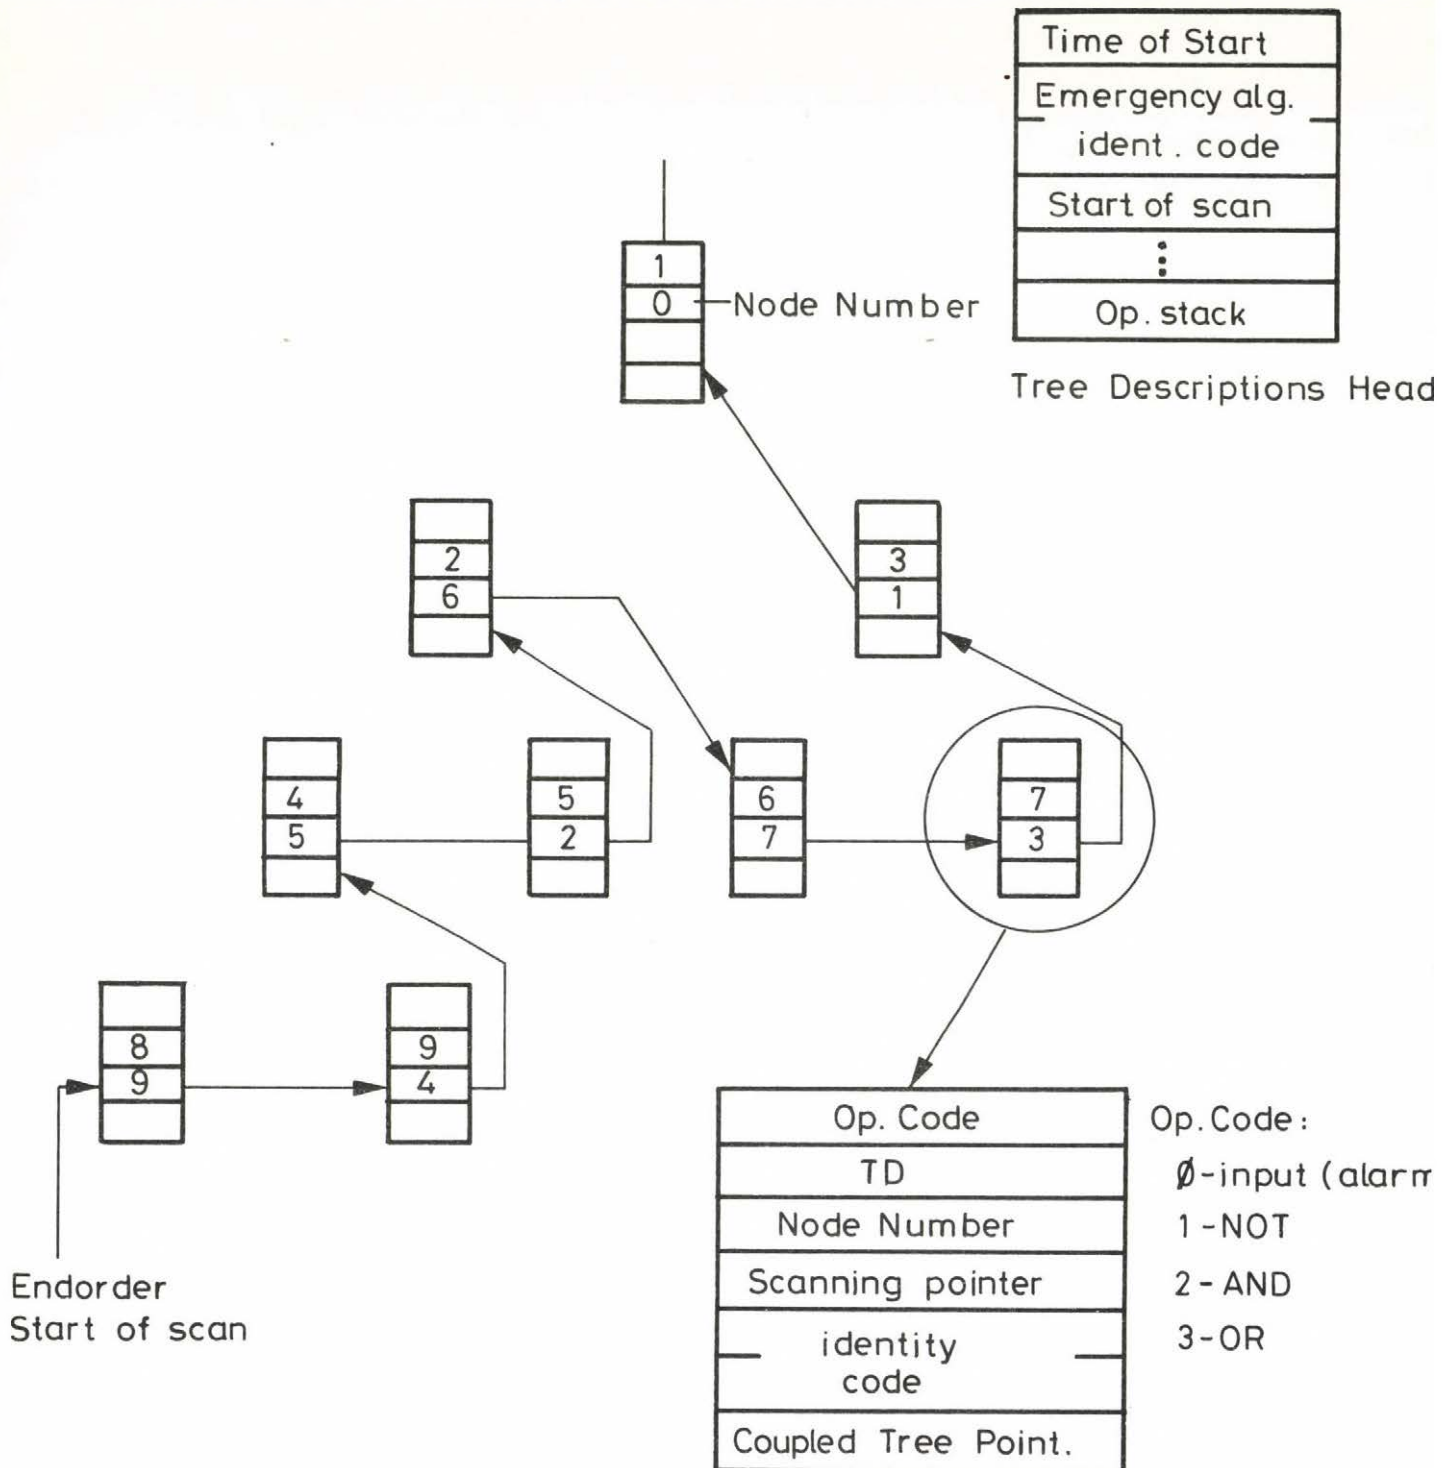 Time of Start
Emergency alg.
ident. code
Start of scan
Op. stack
Tree Descriptions Head
1
0
Node Number
2
6
3
1
4
5
5
2
6
7
7
3
8
9
9
4
Endorder
Start of scan
Op. Code
TD
Node Number
Scanning pointer
identity
code
Coupled Tree Point.
Op. Code:
Ø-input (alarm
1-NOT
2-AND
3-OR